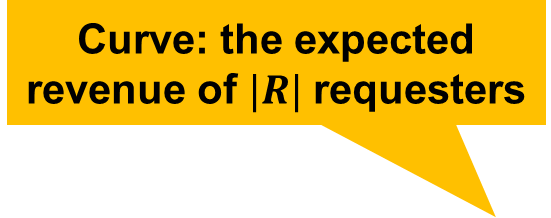 Curve: the expected
revenue of |R| requesters